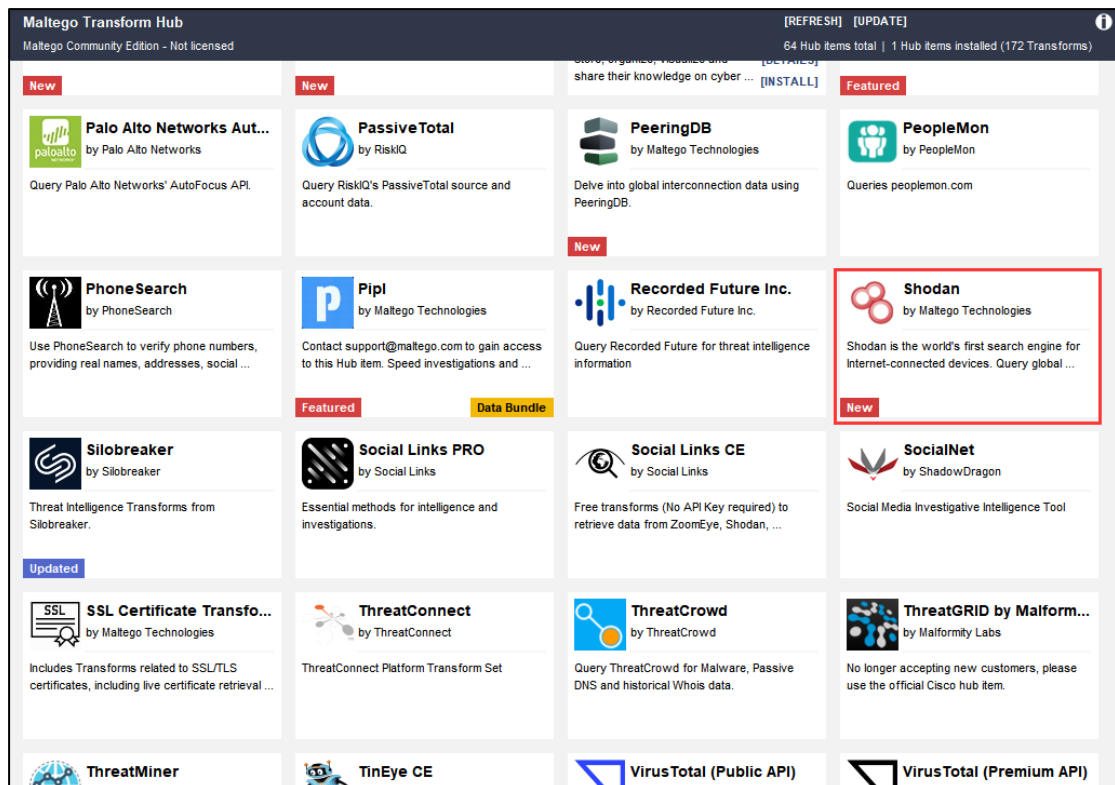 Maltego Transform Hub
[REFRESH] [UPDATE]
Maltego Community Edition - Not licensed
64 Hub items total | 1 Hub items installed (172 Transforms)
share their knowledge on cyber ...
[INSTALL]
New
New
Featured
Palo Alto Networks Aut...
by Palo Alto Networks
paloalto
Query Palo Alto Networks' AutoFocus API.
PassiveTotal
by RiskIQ
Query RiskIQ's PassiveTotal source and
account data.
PeeringDB
by Maltego Technologies
Delve into global interconnection data using
PeeringDB.
New
PeopleMon
by PeopleMon
Queries peoplemon.com
PhoneSearch
by PhoneSearch
Use PhoneSearch to verify phone numbers,
providing real names, addresses, social ...
Pipl
by Maltego Technologies
p
Contact support@maltego.com to gain access
to this Hub item. Speed investigations and ...
Featured
Data Bundle
Recorded Future Inc.
by Recorded Future Inc.
Query Recorded Future for threat intelligence
information
Shodan
by Maltego Technologies
Shodan is the world's first search engine for
Internet-connected devices. Query global ...
New
Silobreaker
by Silobreaker
Threat Intelligence Transforms from
Silobreaker.
Updated
Social Links PRO
by Social Links
Essential methods for intelligence and
investigations.
Social Links CE
by Social Links
Free transforms (No API Key required) to
retrieve data from ZoomEye, Shodan, ...
SocialNet
by ShadowDragon
Social Media Investigative Intelligence Tool
SSL
SSL Certificate Transfo...
by Maltego Technologies
Includes Transforms related to SSL/TLS
certificates, including live certificate retrieval ...
ThreatConnect
by ThreatConnect
ThreatConnect Platform Transform Set
ThreatCrowd
by ThreatCrowd
Query ThreatCrowd for Malware, Passive
DNS and historical Whois data.
ThreatGRID by Malform...
by Malformity Labs
No longer accepting new customers, please
use the official Cisco hub item.
ThreatMiner
TinEye CE
VirusTotal (Public API)
VirusTotal (Premium API)